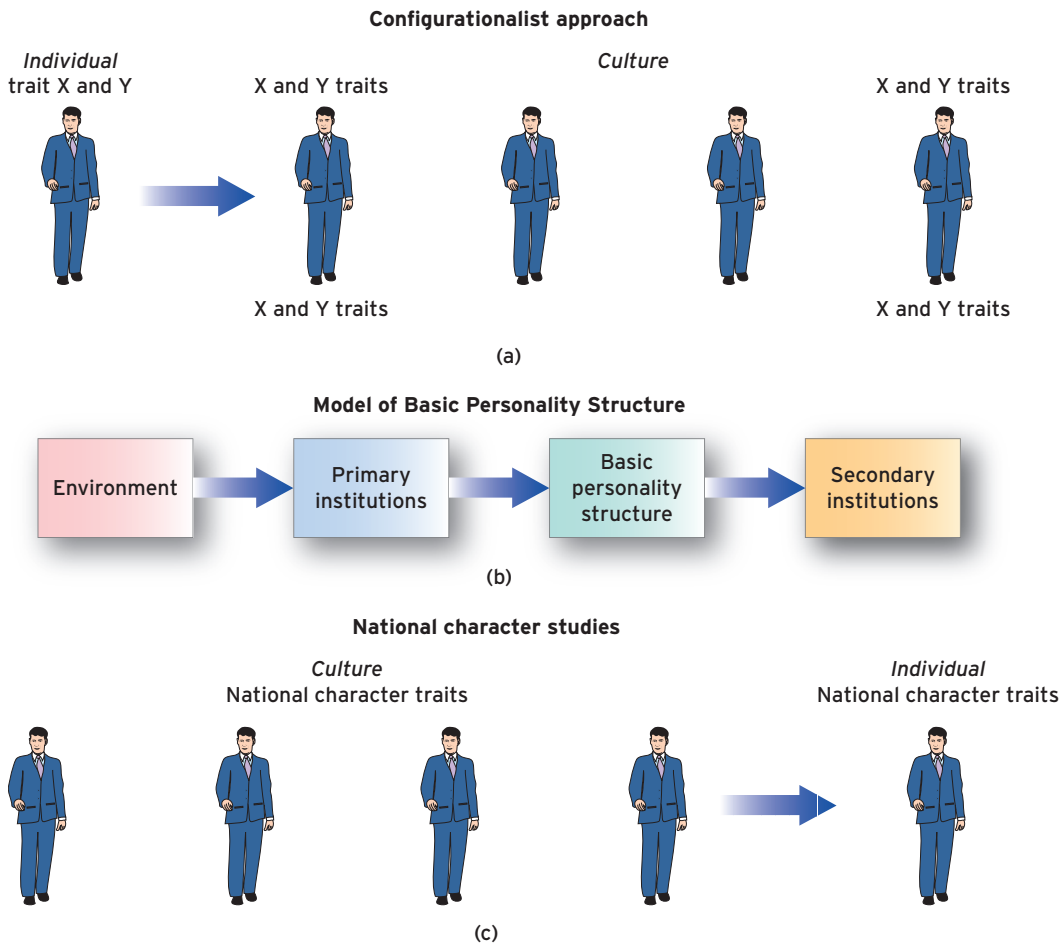 Configurationalist approach
Individual
trait X and Y
Culture
X and Y traits
X and Y traits
X and Y traits
X and Y traits
(a)
Model of Basic Personality Structure
Environment
Primary
institutions
Basic
personality
structure
Secondary
institutions
(b)
National character studies
Culture
National character traits
Individual
National character traits
(c)